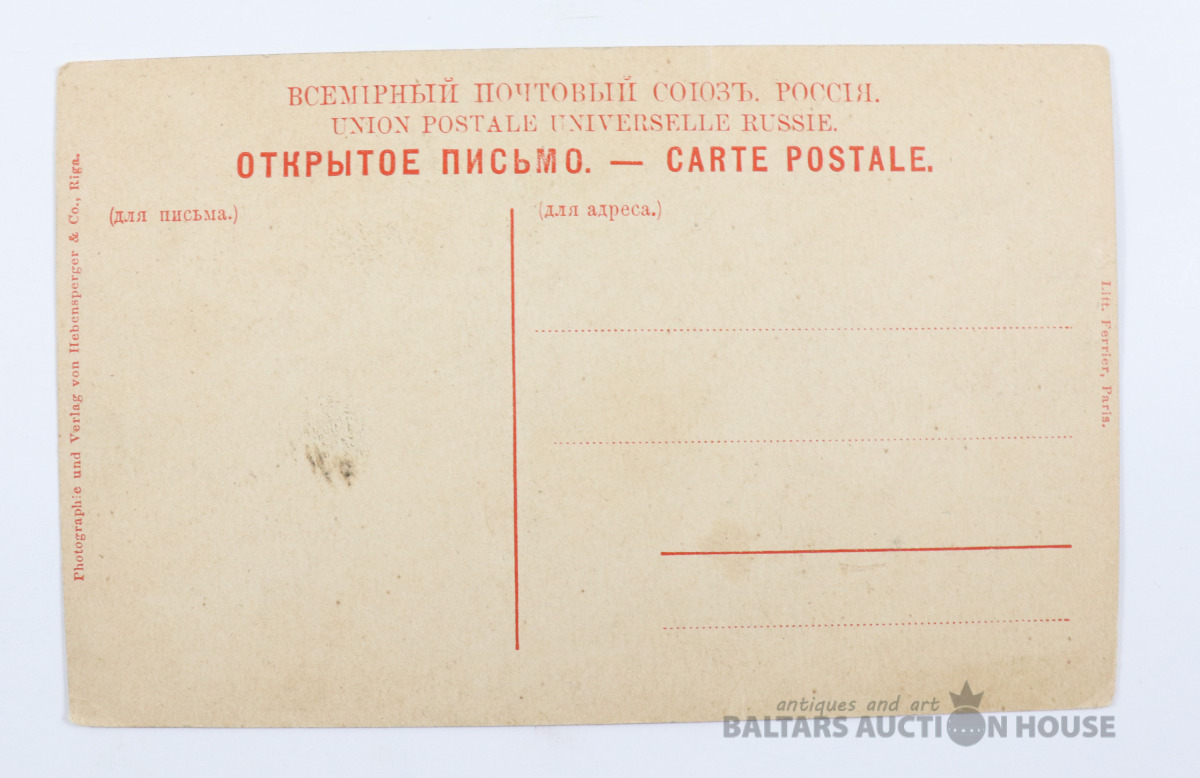 ВСЕМІРНЫЙ ПОЧТОВЫЙ СОЮЗЪ. РОССІЯ.
UNION POSTALE UNIVERSELLE RUSSIE.
ОТКРЫТОЕ ПИСЬМО. — CARTE POSTALE.
(для письма.)
(для адреса.)
Photographie und Verlag von Hebensperger & Co., Riga.
Litt. Ferrier, Paris.
antiques and art
BALTARS AUCTION HOUSE